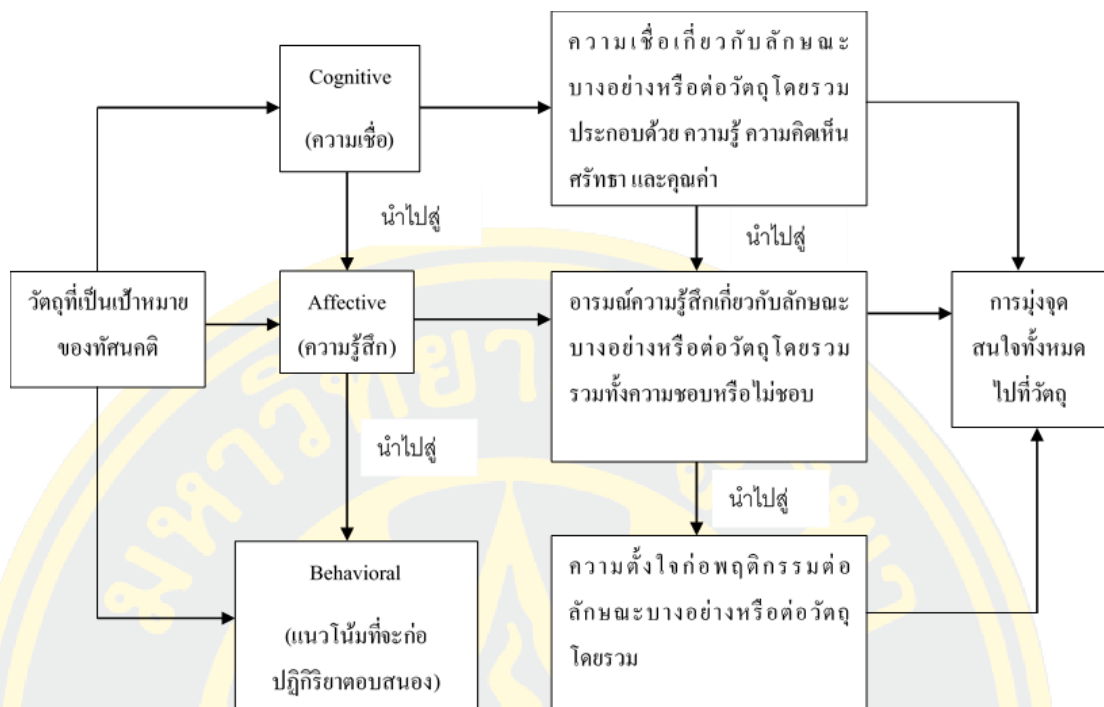 Cognitive
(ความเชื่อ)
ความเชื่อเกี่ยวกับลักษณะ
บางอย่างหรือต่อวัตถุโดยรวม
ประกอบด้วย ความรู้ ความคิดเห็น
ศรัทธา และคุณค่า
นำไปสู่
นำไปสู่
วัตถุที่เป็นเป้าหมาย
ของทัศนคติ
Affective
(ความรู้สึก)
อารมณ์ความรู้สึกเกี่ยวกับลักษณะ
บางอย่างหรือต่อวัตถุโดยรวม
รวมทั้งความชอบหรือไม่ชอบ
การมุ่งจุด
สนใจทั้งหมด
ไปที่วัตถุ
นำไปสู่
นำไปสู่
Behavioral
(แนวโน้มที่จะก่อ
ปฏิกิริยาตอบสนอง)
ความตั้งใจก่อพฤติกรรมต่อ
ลักษณะบางอย่างหรือต่อวัตถุ
โดยรวม